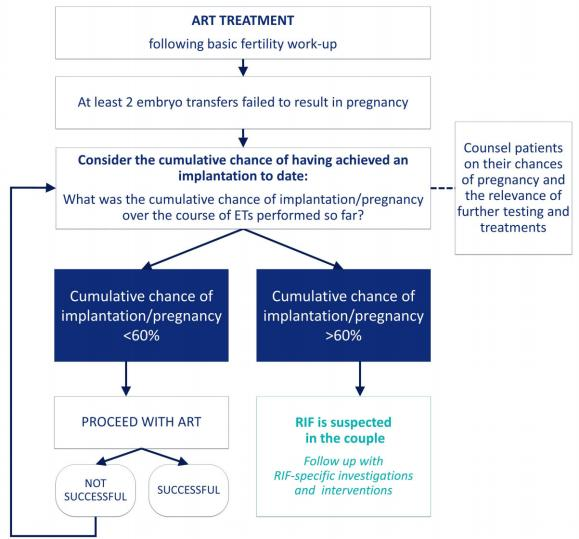 ART TREATMENT
following basic fertility work-up
At least 2 embryo transfers failed to result in pregnancy
Consider the cumulative chance of having achieved an
implantation to date:
What was the cumulative chance of implantation/pregnancy
over the course of ETs performed so far?
Counsel patients
on their chances
of pregnancy and
the relevance of
further testing and
treatments
Cumulative chance of
implantation/pregnancy
<60%
Cumulative chance of
implantation/pregnancy
>60%
PROCEED WITH ART
RIF is suspected
in the couple
Follow up with
RIF-specific investigations
and interventions
NOT
SUCCESSFUL
SUCCESSFUL